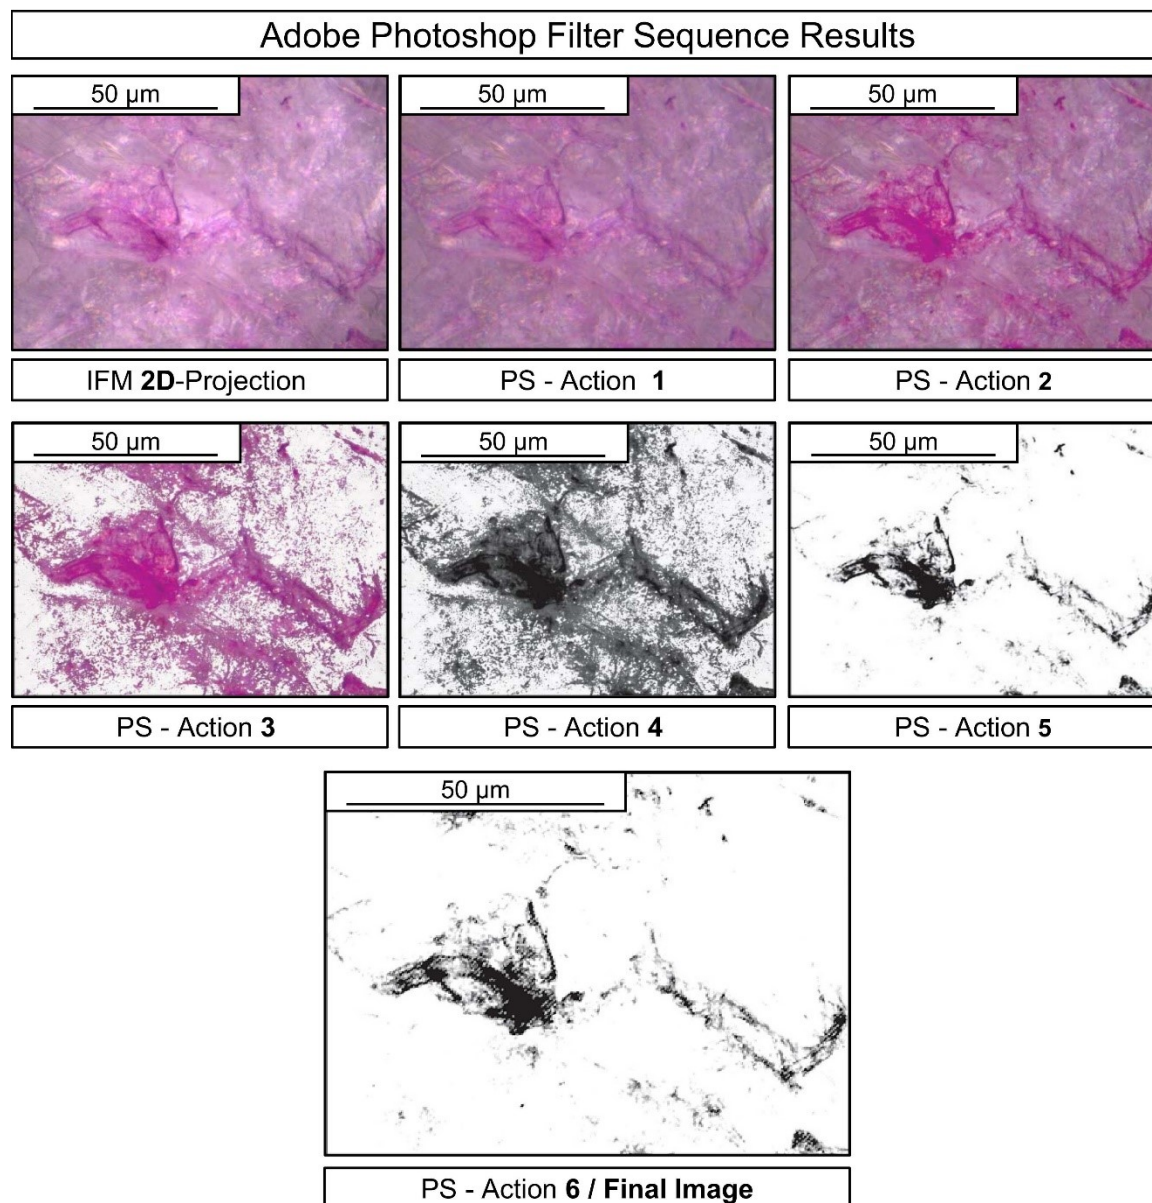 Adobe Photoshop Filter Sequence Results
50 µm
50 µm
50 µm
IFM 2D-Projection
PS - Action 1
PS - Action 2
50 µm
50 µm
50 µm
PS - Action 3
PS - Action 4
PS - Action 5
50 µm
PS - Action 6 / Final Image